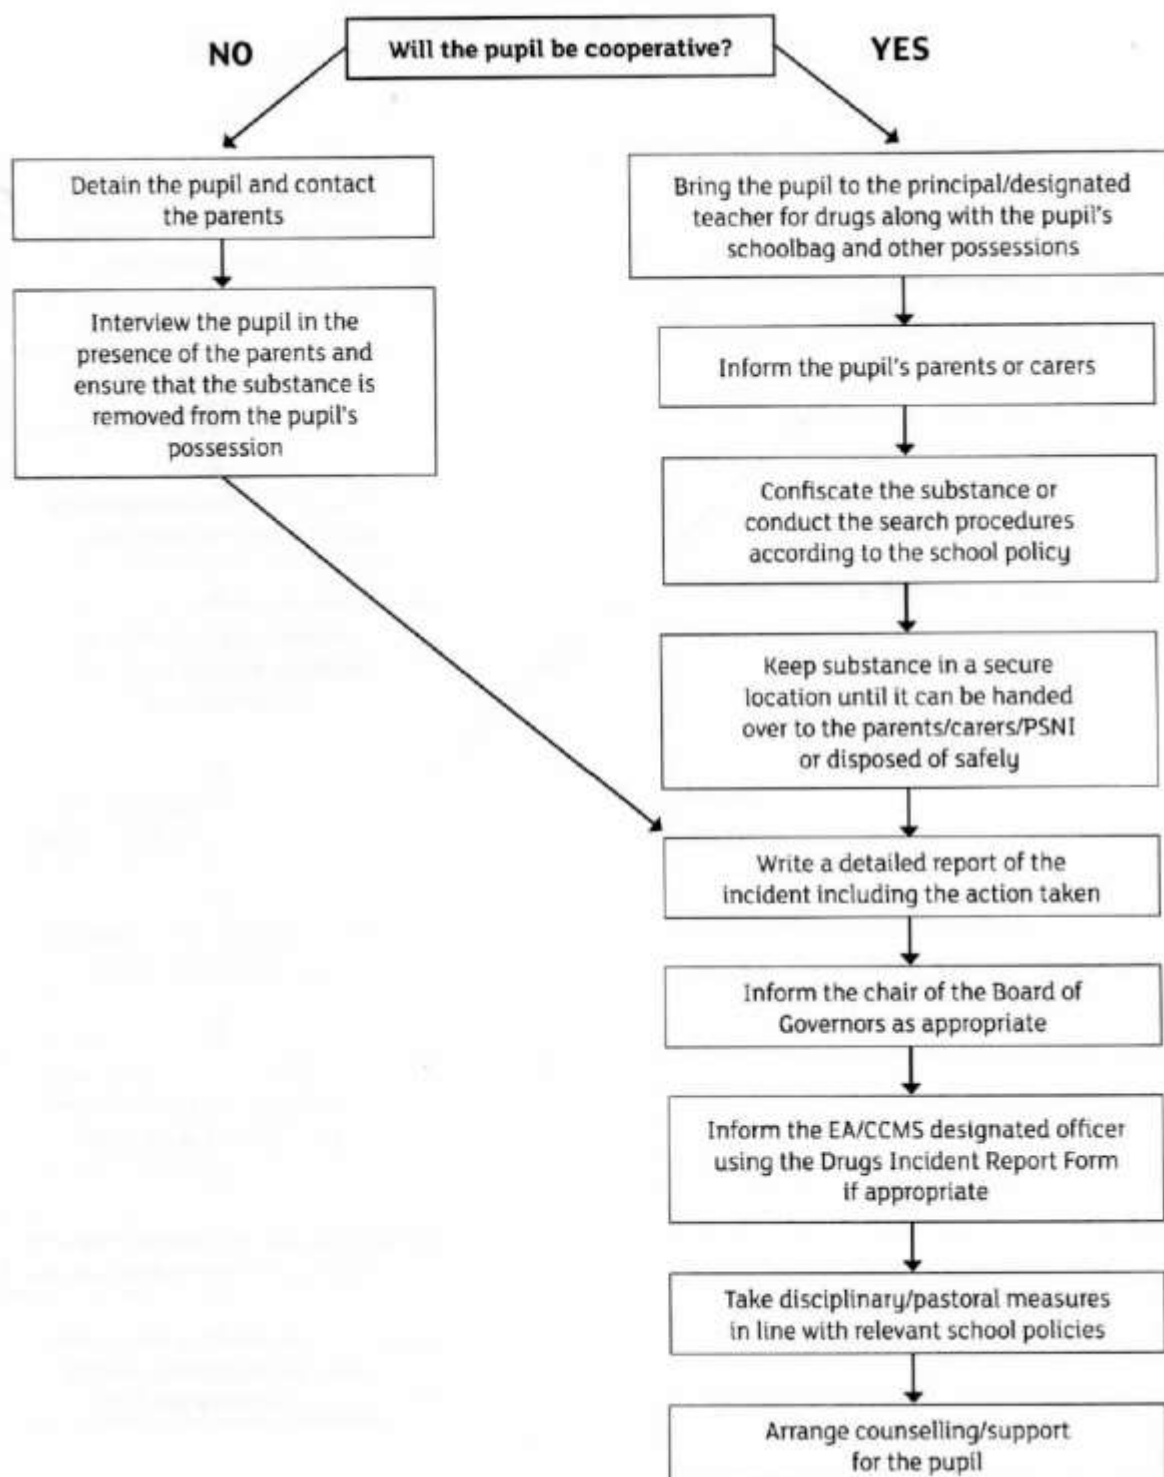 Will the pupil be cooperative?
NO
YES
Detain the pupil and contact
the parents
Interview the pupil in the
presence of the parents and
ensure that the substance is
removed from the pupil's
possession
Bring the pupil to the principal/designated
teacher for drugs along with the pupil's
schoolbag and other possessions
Inform the pupil's parents or carers
Confiscate the substance or
conduct the search procedures
according to the school policy
Keep substance in a secure
location until it can be handed
over to the parents/carers/PSNI
or disposed of safely
Write a detailed report of the
incident including the action taken
Inform the chair of the Board of
Governors as appropriate
Inform the EA/CCMS designated officer
using the Drugs Incident Report Form
if appropriate
Take disciplinary/pastoral measures
in line with relevant school policies
Arrange counselling/support
for the pupil